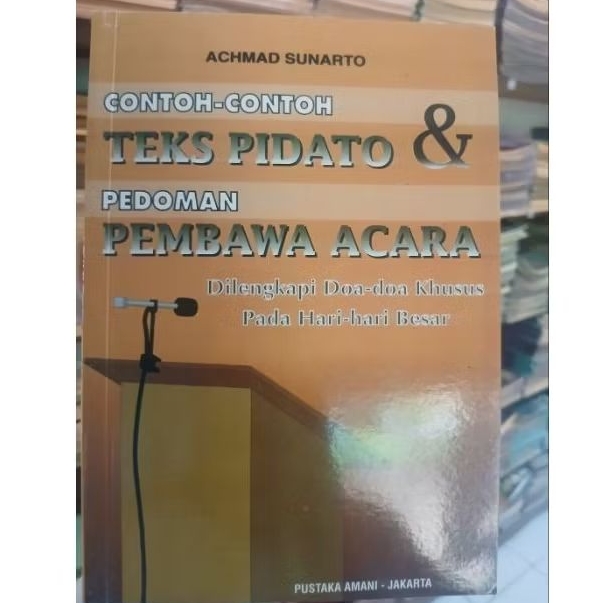 ACHMAD SUNARTO
CONTOH-CONTOH
TEKS PIDATO &
PEDOMAN
PEMBAWA ACARA
Dilengkapi Doa-doa Khusus
Pada Hari-hari Besar
PUSTAKA AMANI - JAKARTA